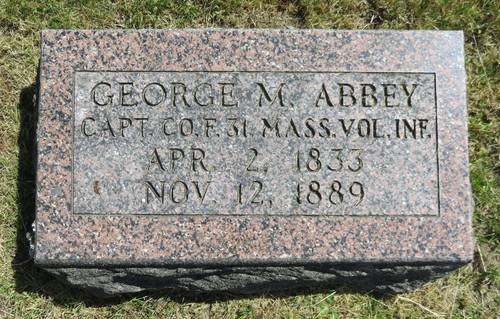 GEORGE M. ABBEY
CAPT. CO. F. 31. MASS. VOL. INF.
APR. 2, 1833
NOV. 12, 1889